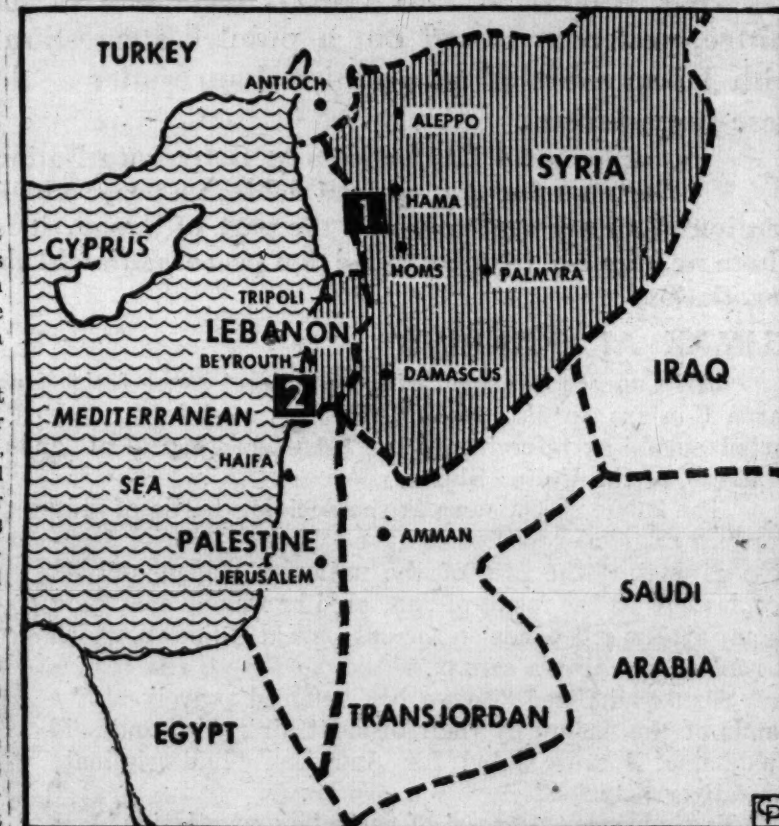 TURKEY
ANTIOCH
ALEPPO
SYRIA
1
HAMA
CYPRUS
HOMS
PALMYRA
TRIPOLI
LEBANON
BEYROUTH
IRAQ
DAMASCUS
2
MEDITERRANEAN
SEA
HAIFA
AMMAN
PALESTINE
JERUSALEM
SAUDI
ARABIA
TRANSJORDAN
EGYPT
CP